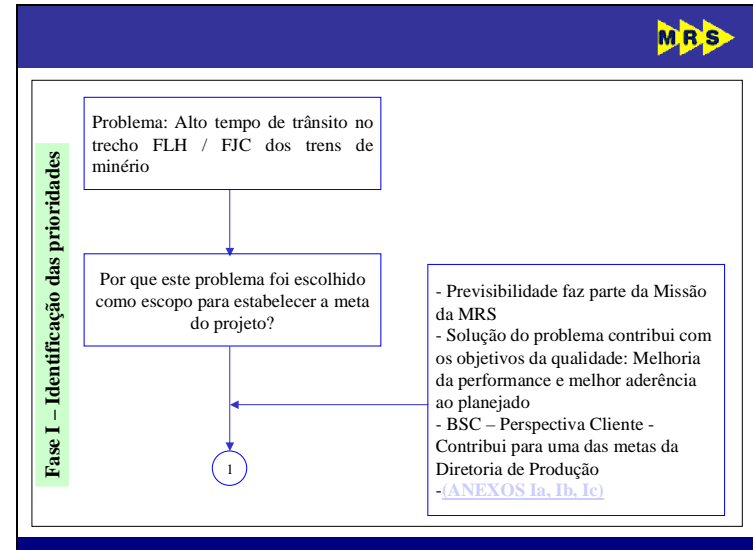 MRS
Fase I – Identificação das prioridades
Problema: Alto tempo de trânsito no
trecho FLH / FJC dos trens de
minério
Por que este problema foi escolhido
como escopo para estabelecer a meta
do projeto?
- Previsibilidade faz parte da Missão
da MRS
- Solução do problema contribui com
os objetivos da qualidade: Melhoria
da performance e melhor aderência
ao planejado
- BSC – Perspectiva Cliente -
Contribui para uma das metas da
Diretoria de Produção
-(ANEXOS Ia, Ib, Ic)
1